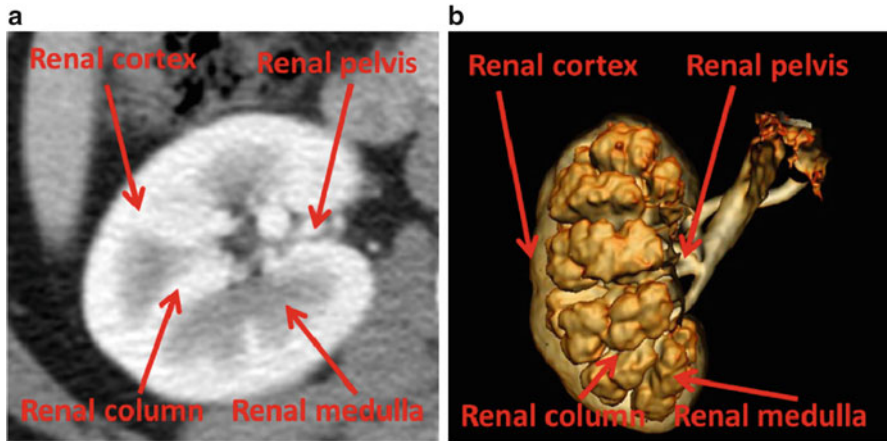 a
Renal cortex
Renal pelvis
Renal column
Renal medulla
b
Renal cortex
Renal pelvis
Renal column
Renal medulla